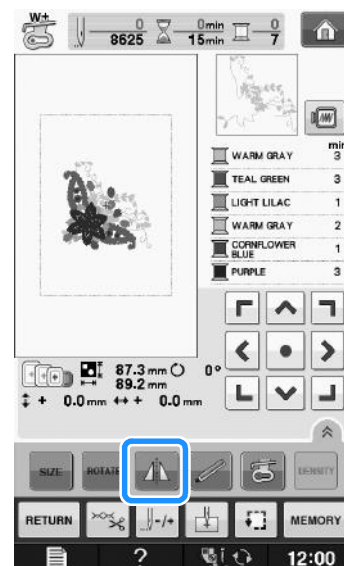 W+
0
8625
0min
15min
0
7
min
WARM GRAY 3
TEAL GREEN 3
LIGHT LILAC 1
WARM GRAY 2
CORNFLOWER
BLUE 1
PURPLE 3
87.3 mm 0°
89.2 mm
+ 0.0 mm + 0.0 mm
SIZE ROTATE DENSITY
RETURN -/+ MEMORY
? 12:00